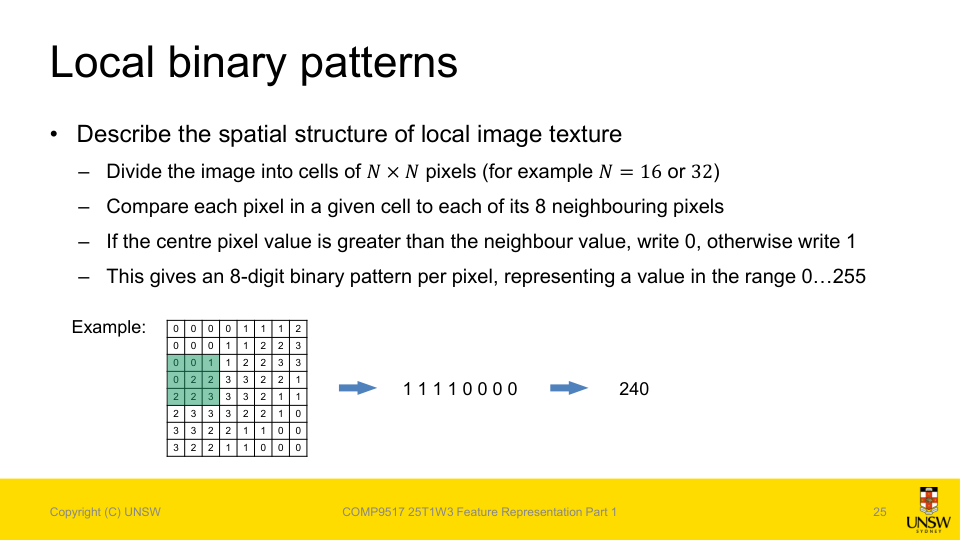 Local binary patterns
• Describe the spatial structure of local image texture
– Divide the image into cells of 𝑁 × 𝑁 pixels (for example 𝑁 = 16 or 32)
– Compare each pixel in a given cell to each of its 8 neighbouring pixels
– If the centre pixel value is greater than the neighbour value, write 0, otherwise write 1
– This gives an 8-digit binary pattern per pixel, representing a value in the range 0…255
Example:
0 0 0 0 1 1 1 2
0 0 0 1 1 2 2 3
0 0 1 1 2 2 3 3
0 2 2 3 3 2 2 1
2 2 3 3 3 2 1 1
2 3 3 3 2 2 1 0
3 3 2 2 1 1 0 0
3 2 2 1 1 0 0 0
1 1 1 1 0 0 0 0
240
Copyright (C) UNSW
COMP9517 25T1W3 Feature Representation Part 1
25
UNSW
SYDNEY